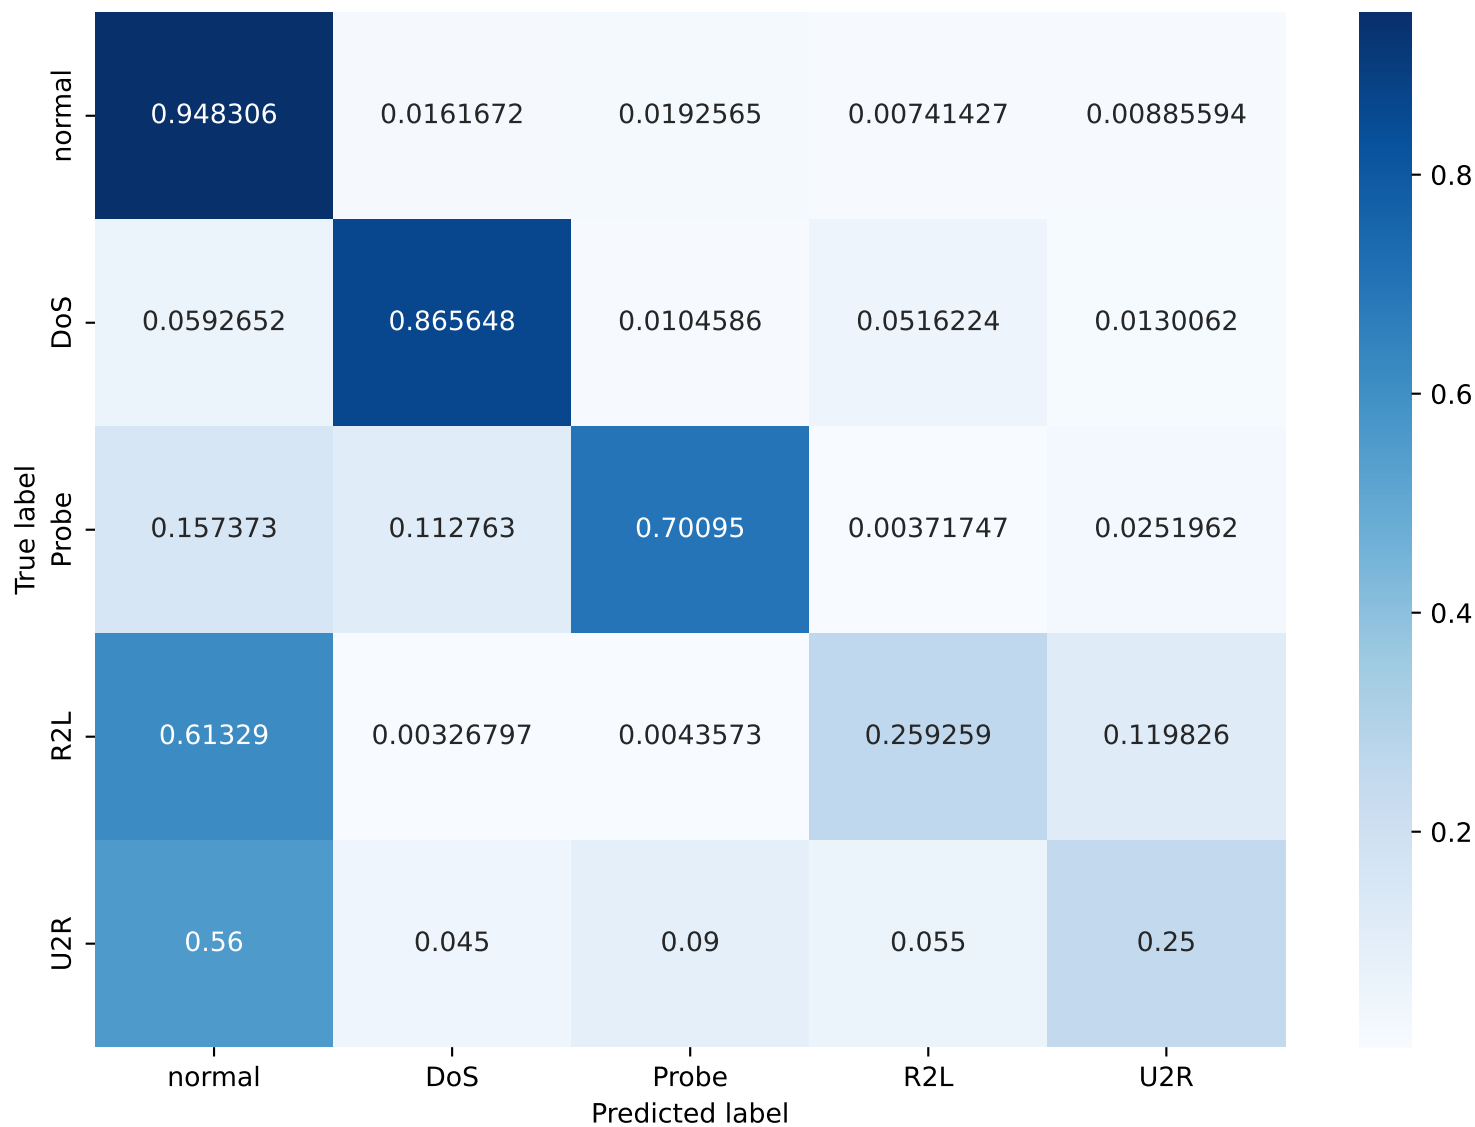 True label
normal
0.948306 0.0161672 0.0192565 0.00741427 0.00885594
DoS
0.0592652 0.865648 0.0104586 0.0516224 0.0130062
Probe
0.157373 0.112763 0.70095 0.00371747 0.0251962
R2L
0.61329 0.00326797 0.0043573 0.259259 0.119826
U2R
0.56 0.045 0.09 0.055 0.25
normal DoS Probe R2L U2R
Predicted label
0.8
0.6
0.4
0.2